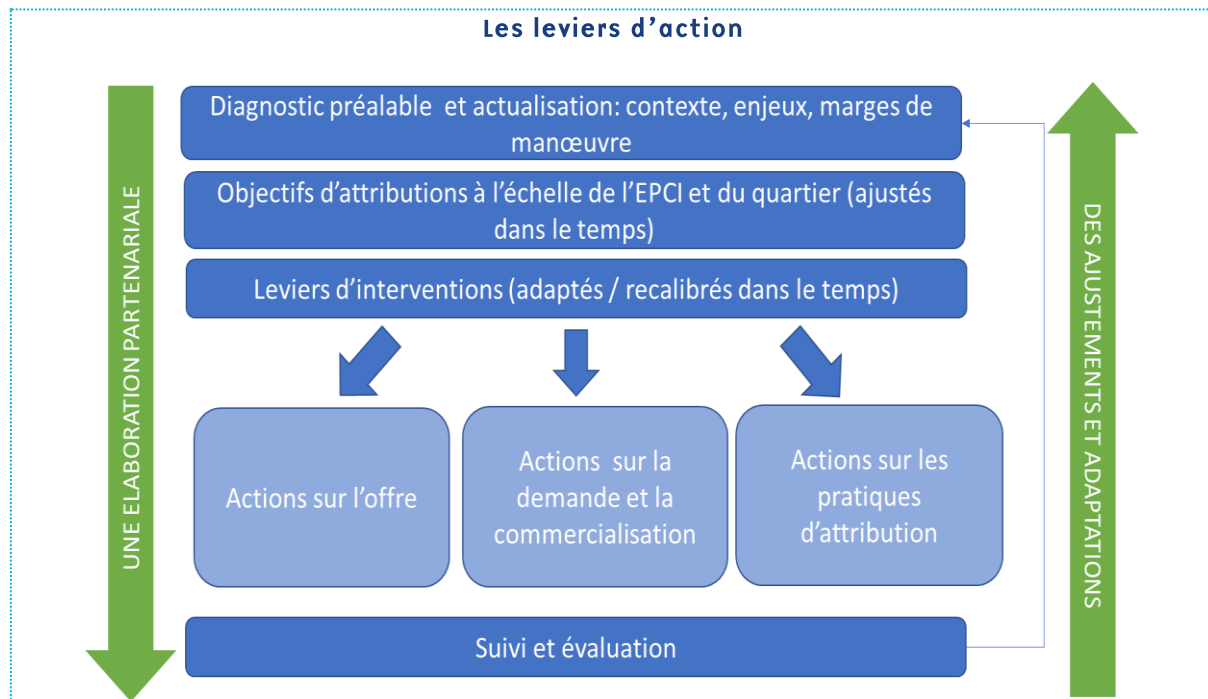 Les leviers d'action
Diagnostic préalable et actualisation: contexte, enjeux, marges de
manœuvre
Objectifs d'attributions à l'échelle de l'EPCI et du quartier (ajustés
dans le temps)
Leviers d'interventions (adaptés / recalibrés dans le temps)
Actions sur l'offre
Actions sur la
demande et la
commercialisation
Actions sur les
pratiques
d'attribution
Suivi et évaluation
UNE ELABORATION PARTENARIALE
DES AJUSTEMENTS ET ADAPTATIONS